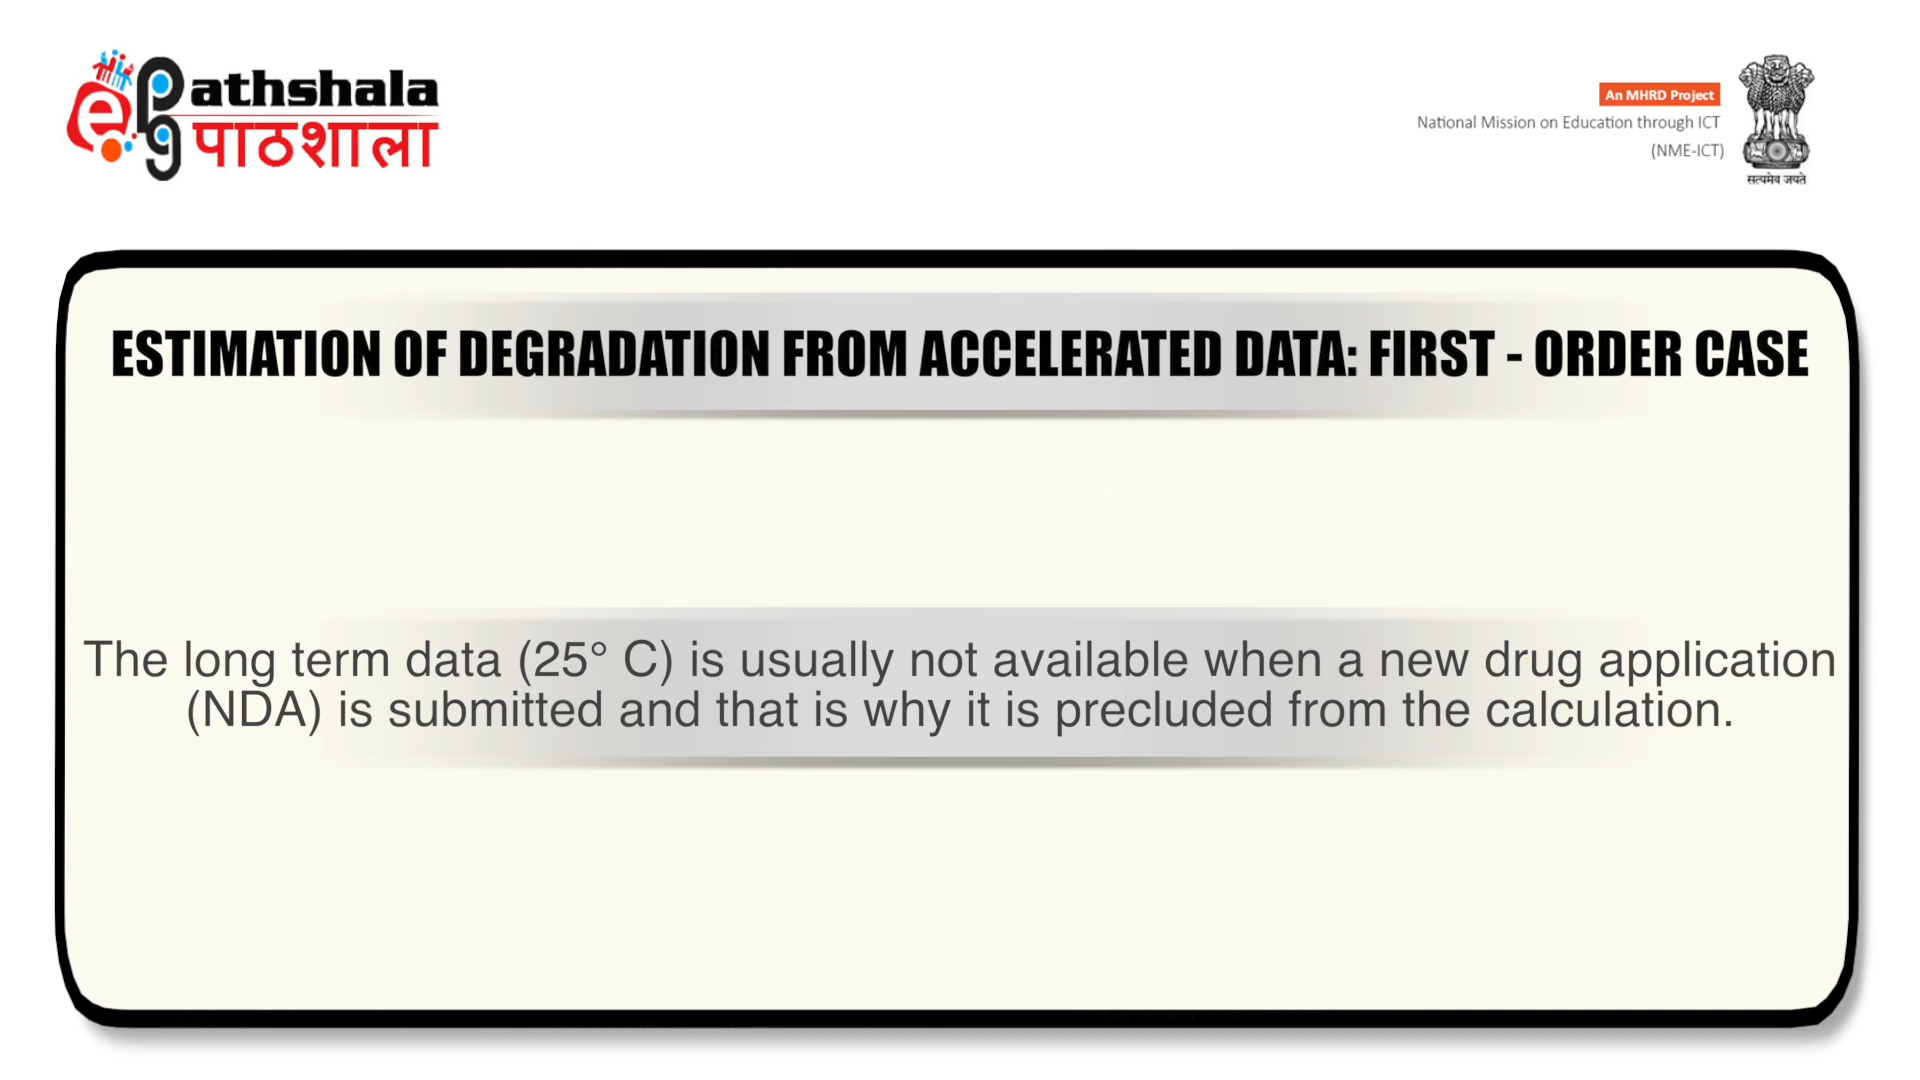 ePGathshala
पाठशाला
An MHRD Project
National Mission on Education through ICT
(NME-ICT)
सत्यमेव जयते
ESTIMATION OF DEGRADATION FROM ACCELERATED DATA: FIRST - ORDER CASE
The long term data (25° C) is usually not available when a new drug application
(NDA) is submitted and that is why it is precluded from the calculation.